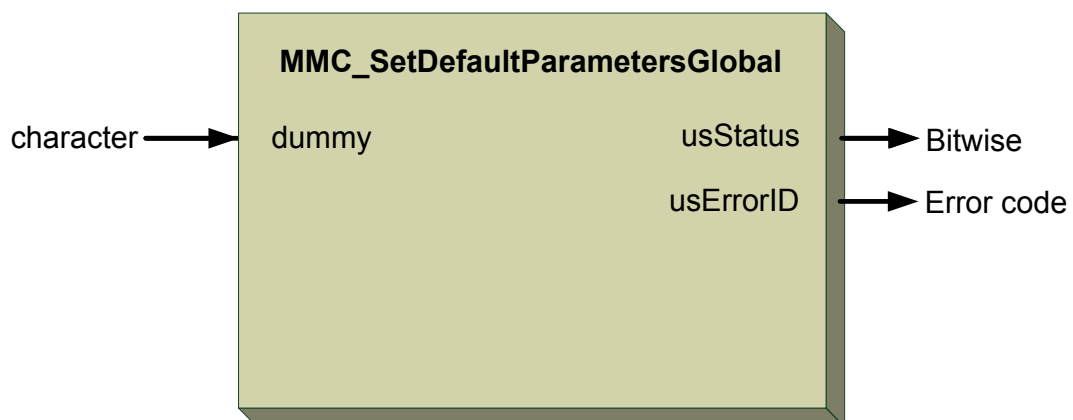 MMC_SetDefaultParametersGlobal
character dummy usStatus Bitwise
usErrorID Error code